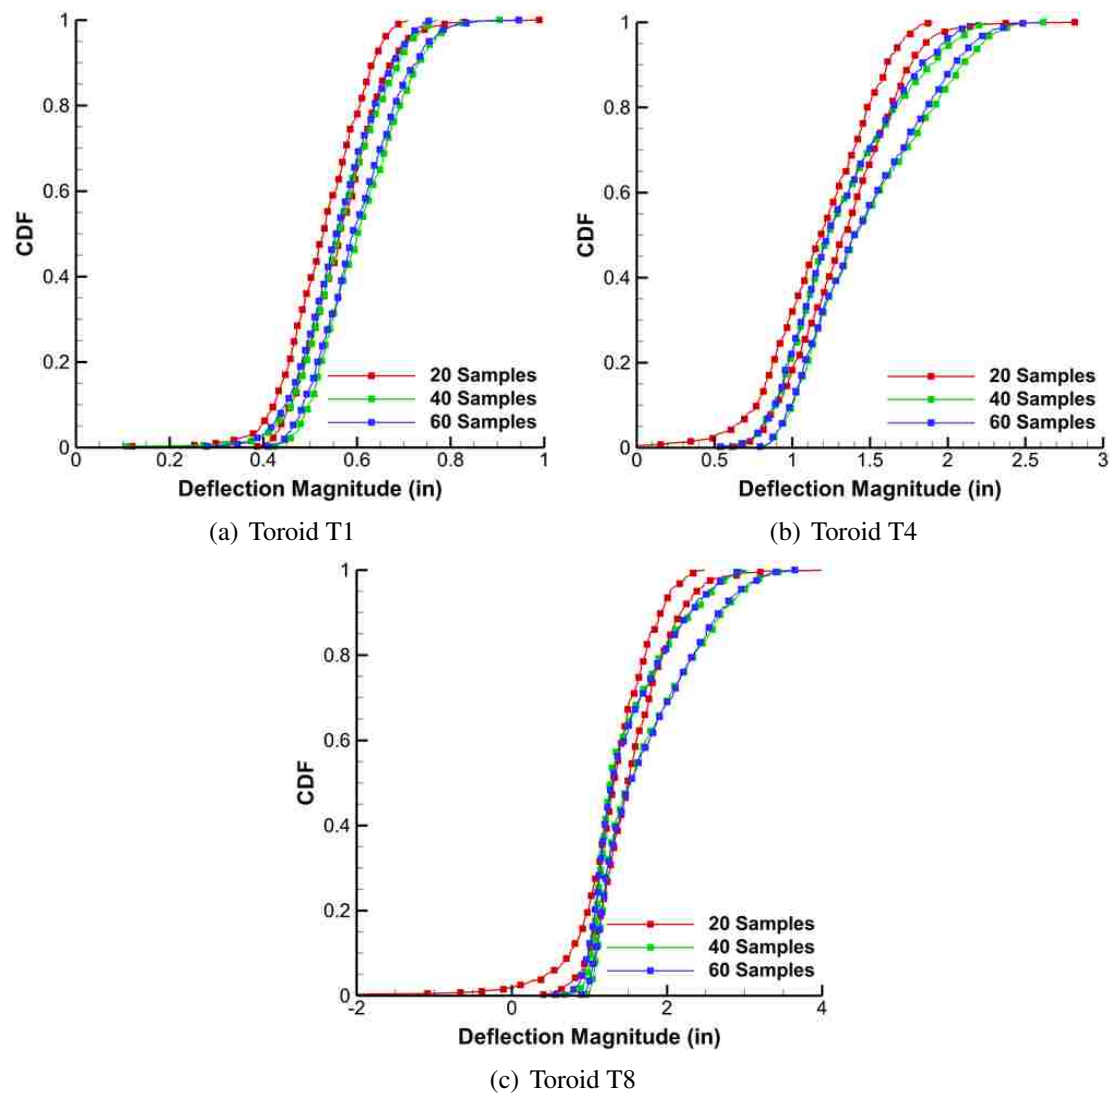 1
0.8
0.6
0.4
0.2
0
CDF
0 0.2 0.4 0.6 0.8 1
Deflection Magnitude (in)
20 Samples
40 Samples
60 Samples
(a) Toroid T1
1
0.8
0.6
0.4
0.2
0
CDF
0 0.5 1 1.5 2 2.5 3
Deflection Magnitude (in)
20 Samples
40 Samples
60 Samples
(b) Toroid T4
1
0.8
0.6
0.4
0.2
0
CDF
-2 0 2 4
Deflection Magnitude (in)
20 Samples
40 Samples
60 Samples
(c) Toroid T8